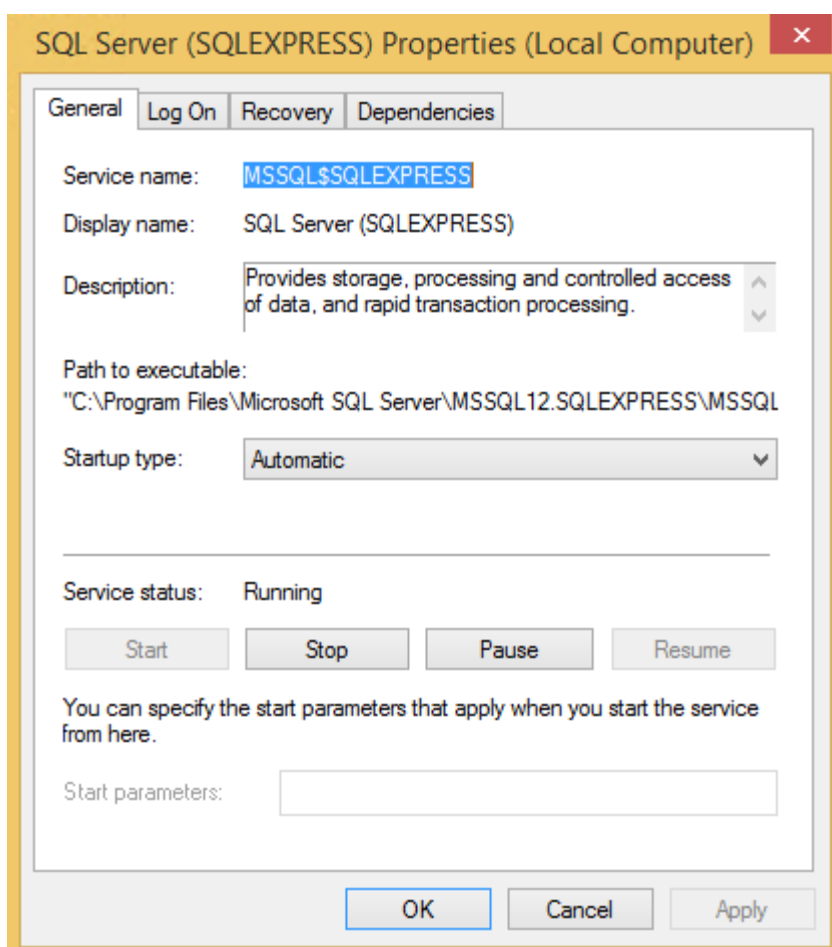 SQL Server (SQLEXPRESS) Properties (Local Computer)
General Log On Recovery Dependencies
Service name: MSSQL$SQLEXPRESS
Display name: SQL Server (SQLEXPRESS)
Description: Provides storage, processing and controlled access
of data, and rapid transaction processing.
Path to executable:
"C:\Program Files\Microsoft SQL Server\MSSQL12.SQLEXPRESS\MSSQL
Startup type: Automatic
Service status: Running
Start Stop Pause Resume
You can specify the start parameters that apply when you start the service
from here.
Start parameters:
OK Cancel Apply